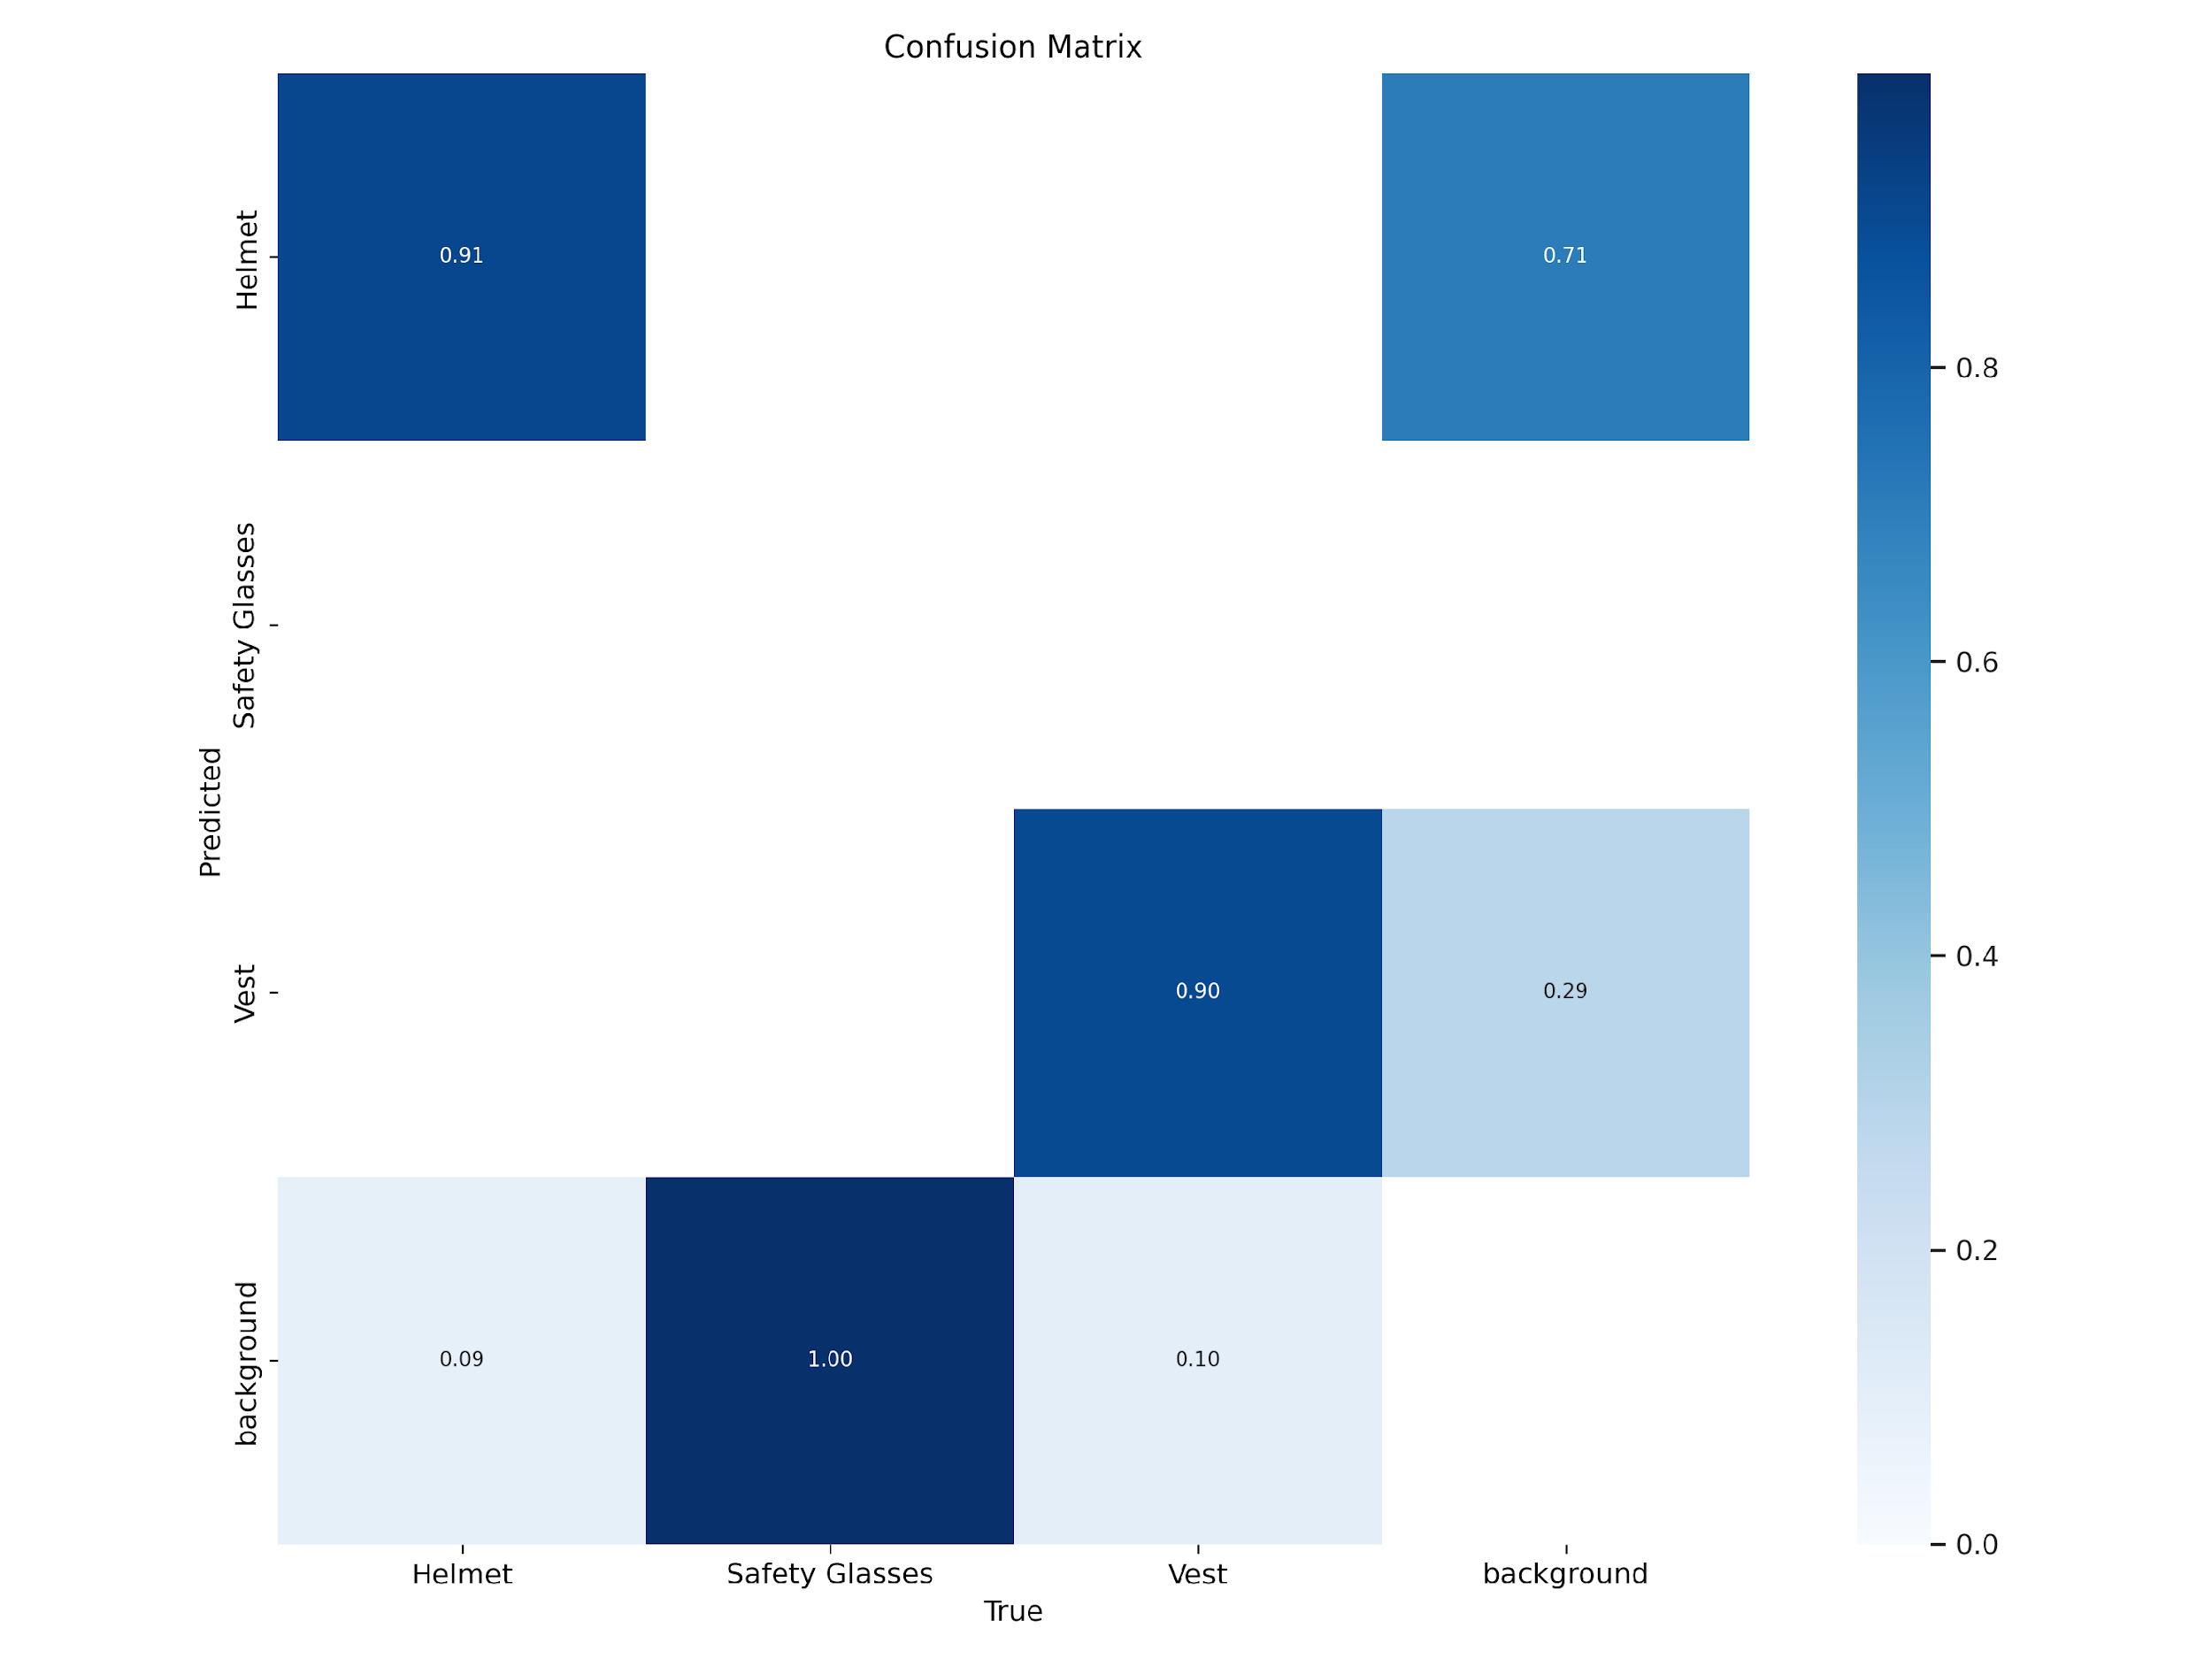 Confusion Matrix
Helmet
0.91
0.71
0.8
Safety Glasses
0.6
Predicted
Vest
0.90
0.29
0.4
background
0.09
1.00
0.10
0.2
0.0
Helmet
Safety Glasses
Vest
background
True